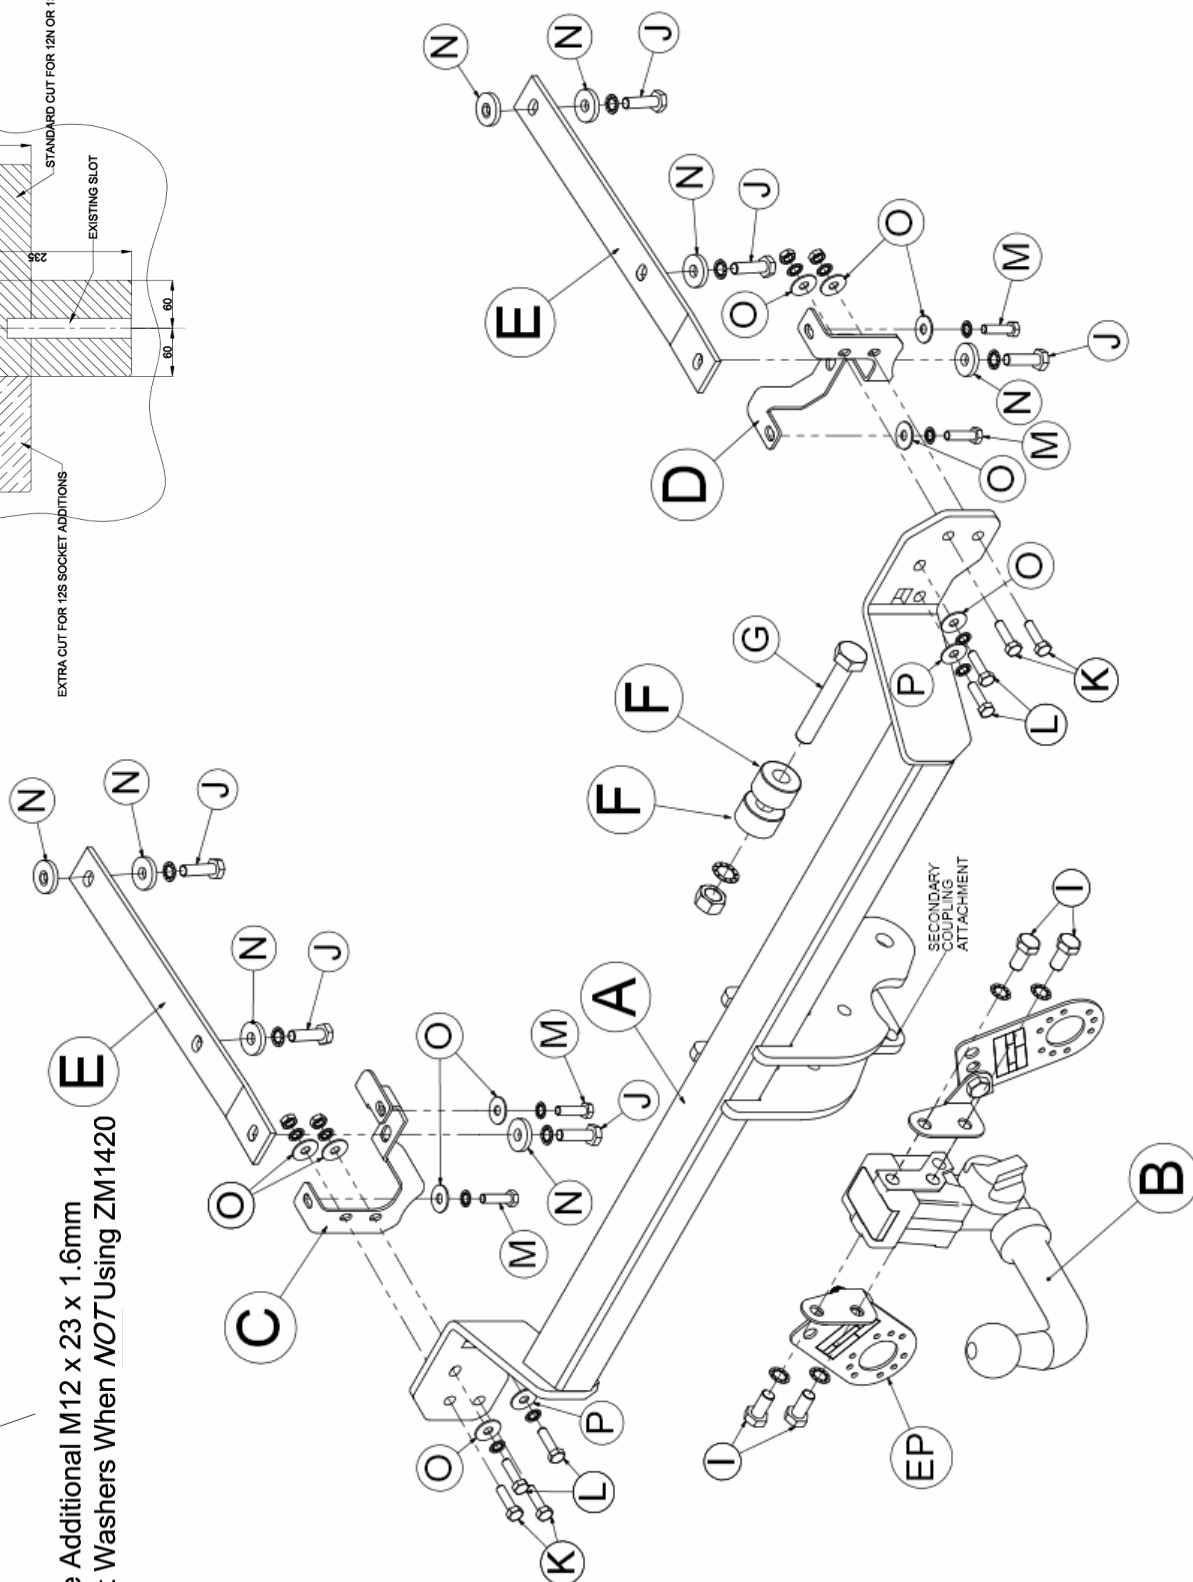 e Additional M12 x 23 x 1.6mm
Washers When NOT Using ZM1420
STANDARD CUT FOR 12N OR 1
EXISTING SLOT
EXTRA CUT FOR 12S SOCKET ADDITIONS
235
60
60
N
E
N
J
O
N
C
J
O
O
N
E
M
M
K
N
N
L
P
A
F
J
F
J
D
N
I
O
G
J
O
P
EP
SECONDARY
COUPLING
ATTACHMENT
O
M
N
O
M
L
I
K
J
B